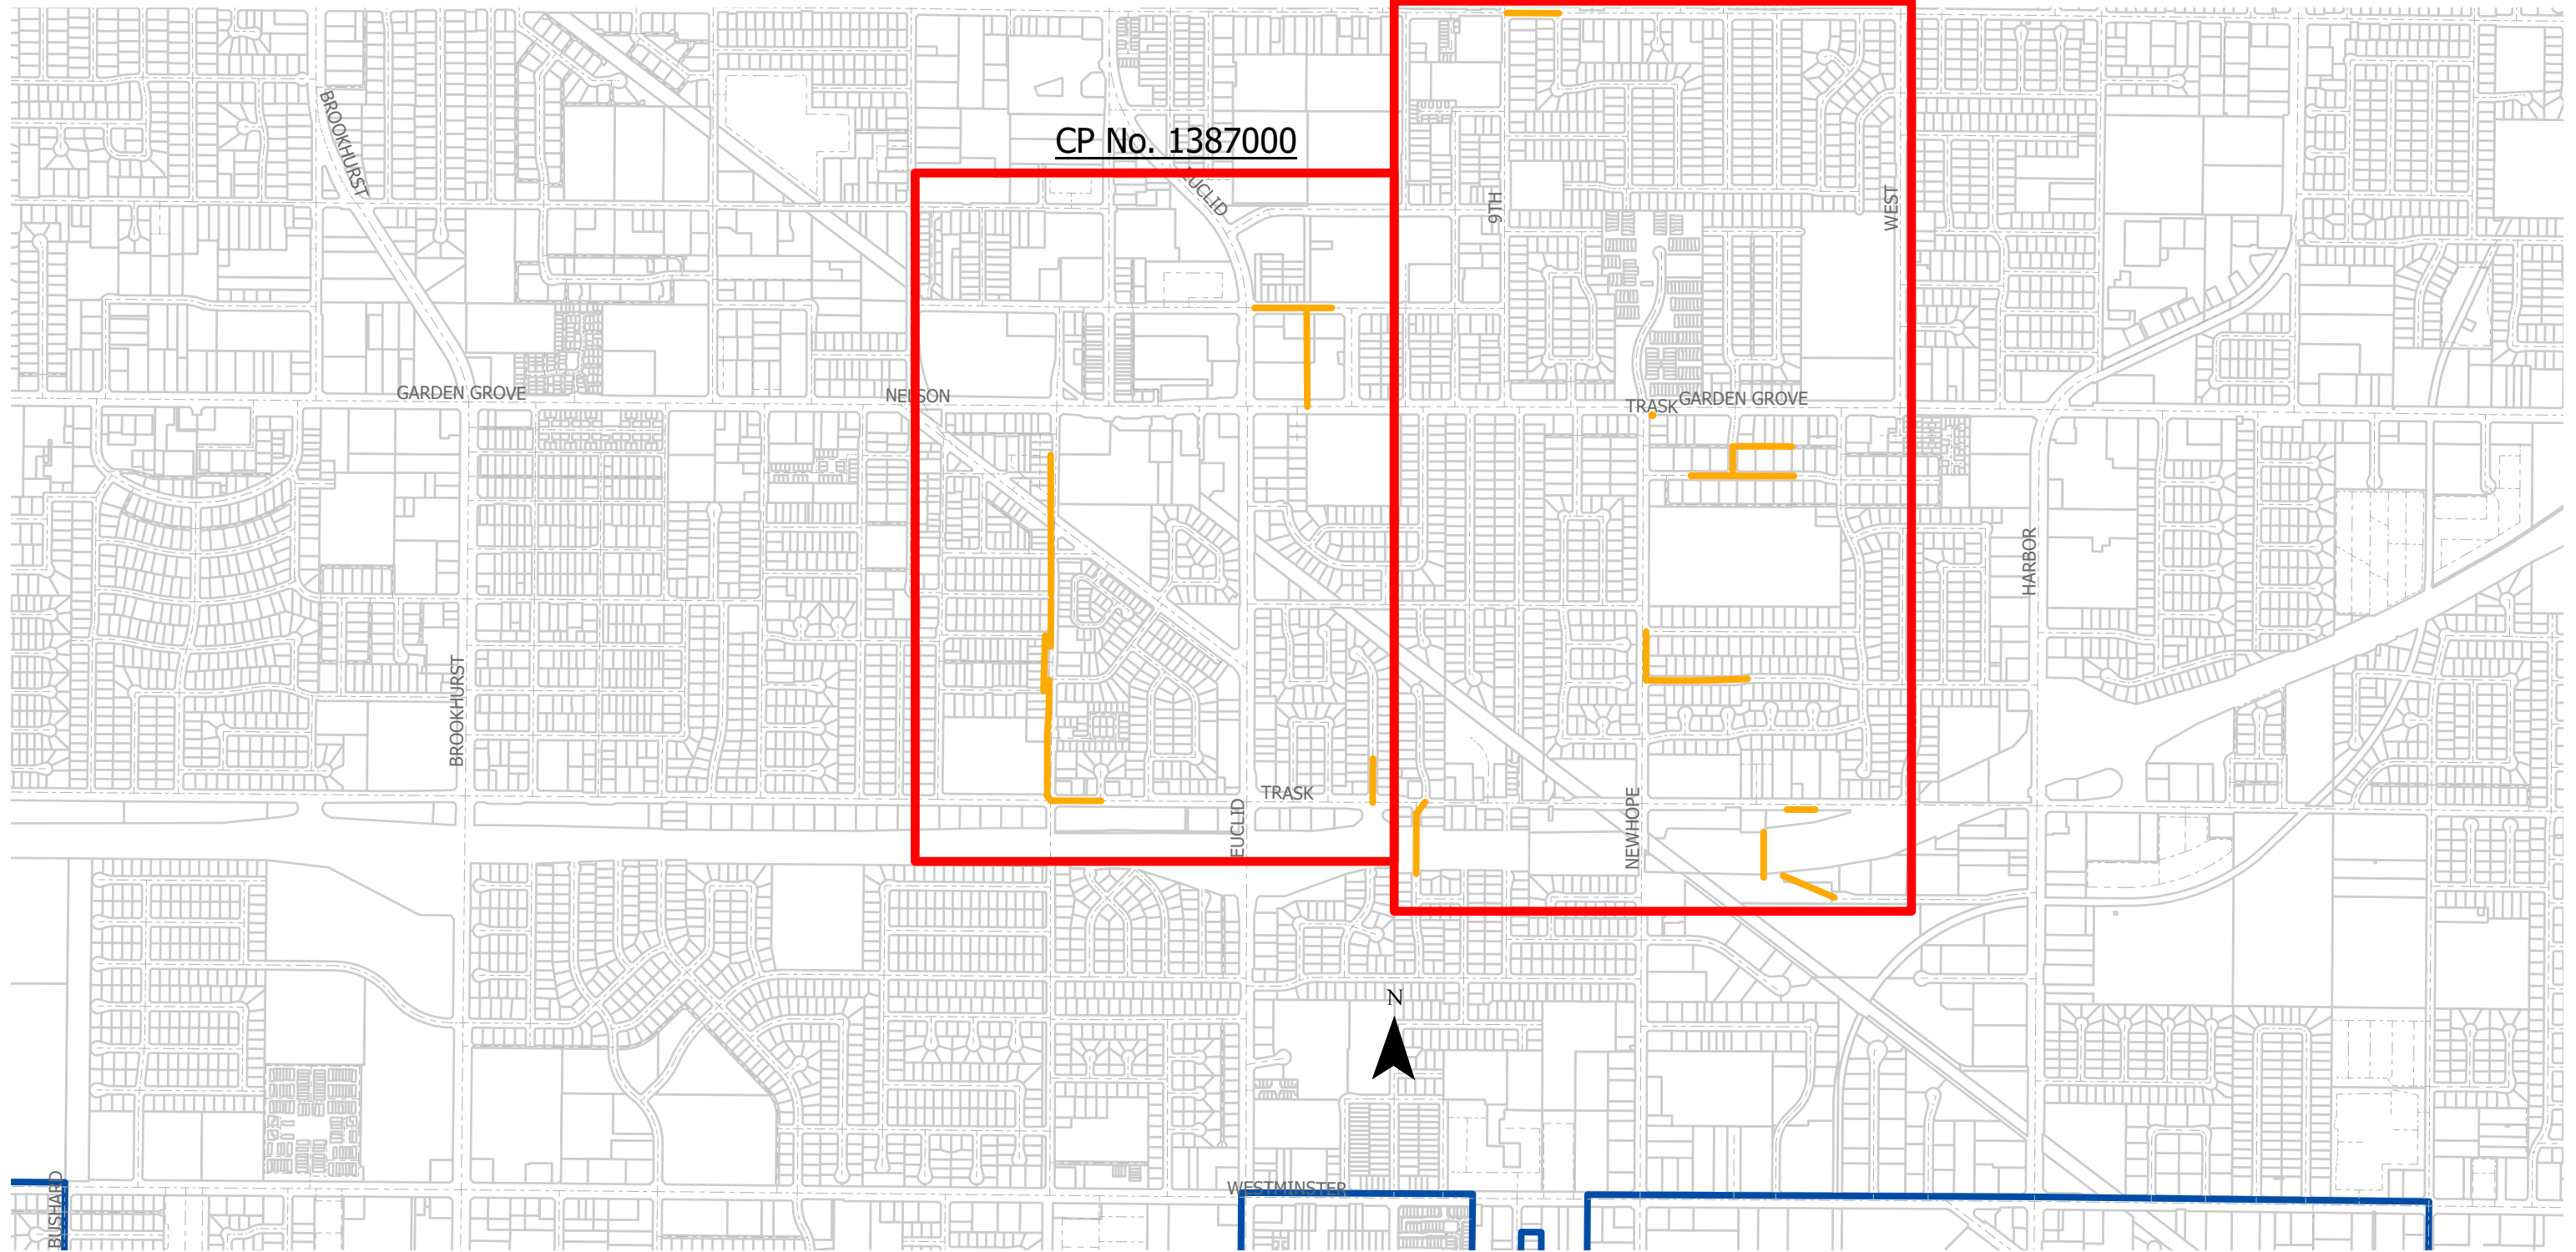 BROOKHURST
CP No. 1387000
EUCLID
9TH
WEST
GARDEN GROVE
NELSON
TRASK
GARDEN GROVE
HARBOR
BROOKHURST
EUCLID
TRASK
NEWHOPE
N
BUSHARD
WESTMINSTER